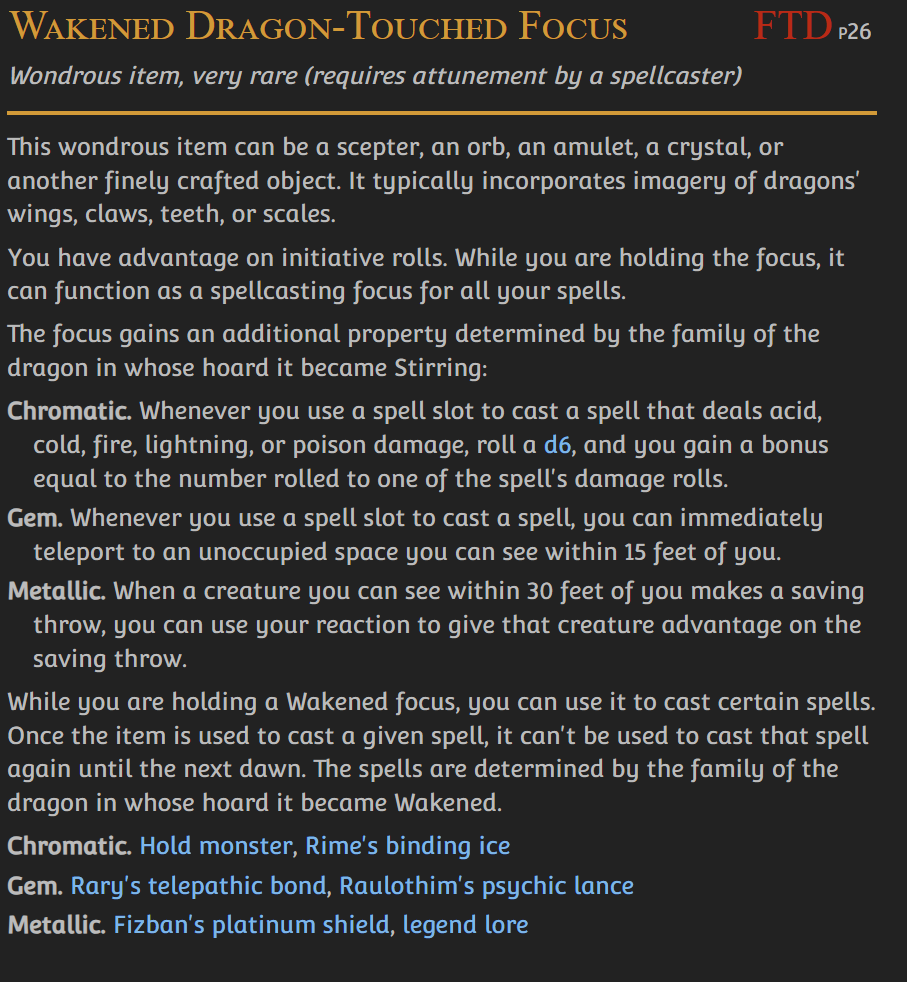 Wakened Dragon-Touched Focus FTD P26
Wondrous item, very rare (requires attunement by a spellcaster)
This wondrous item can be a scepter, an orb, an amulet, a crystal, or
another finely crafted object. It typically incorporates imagery of dragons'
wings, claws, teeth, or scales.
You have advantage on initiative rolls. While you are holding the focus, it
can function as a spellcasting focus for all your spells.
The focus gains an additional property determined by the family of the
dragon in whose hoard it became Stirring:
Chromatic. Whenever you use a spell slot to cast a spell that deals acid,
cold, fire, lightning, or poison damage, roll a d6, and you gain a bonus
equal to the number rolled to one of the spell's damage rolls.
Gem. Whenever you use a spell slot to cast a spell, you can immediately
teleport to an unoccupied space you can see within 15 feet of you.
Metallic. When a creature you can see within 30 feet of you makes a saving
throw, you can use your reaction to give that creature advantage on the
saving throw.
While you are holding a Wakened focus, you can use it to cast certain spells.
Once the item is used to cast a given spell, it can't be used to cast that spell
again until the next dawn. The spells are determined by the family of the
dragon in whose hoard it became Wakened.
Chromatic. Hold monster, Rime's binding ice
Gem. Rary's telepathic bond, Raulothim's psychic lance
Metallic. Fizban's platinum shield, legend lore